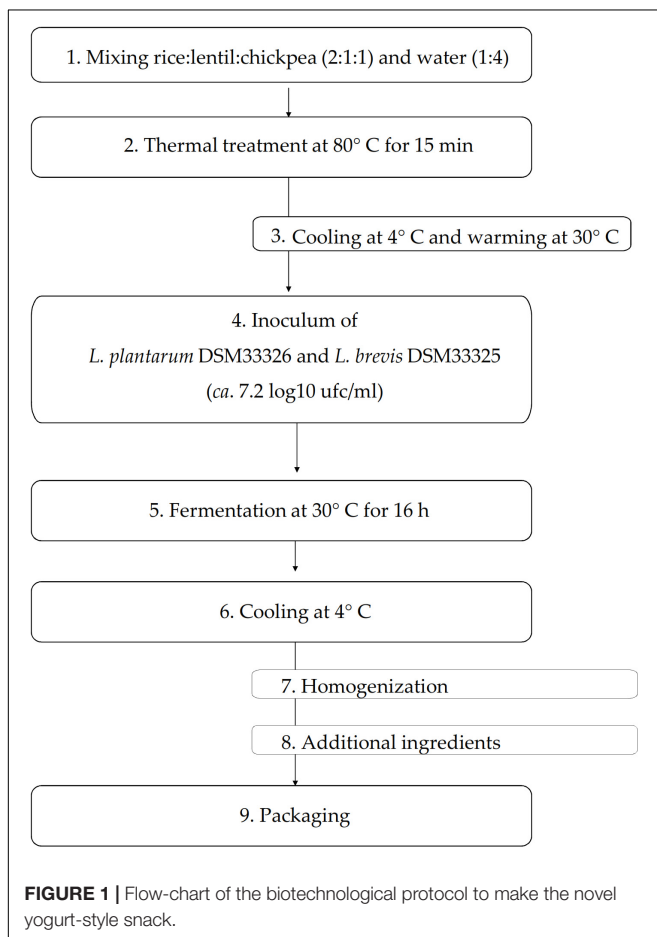 1. Mixing rice:lentil:chickpea (2:1:1) and water (1:4)
2. Thermal treatment at 80° C for 15 min
3. Cooling at 4° C and warming at 30° C
4. Inoculum of
L. plantarum DSM33326 and L. brevis DSM33325
(ca. 7.2 log10 ufc/ml)
5. Fermentation at 30° C for 16 h
6. Cooling at 4° C
7. Homogenization
8. Additional ingredients
9. Packaging
FIGURE 1 | Flow-chart of the biotechnological protocol to make the novel
yogurt-style snack.